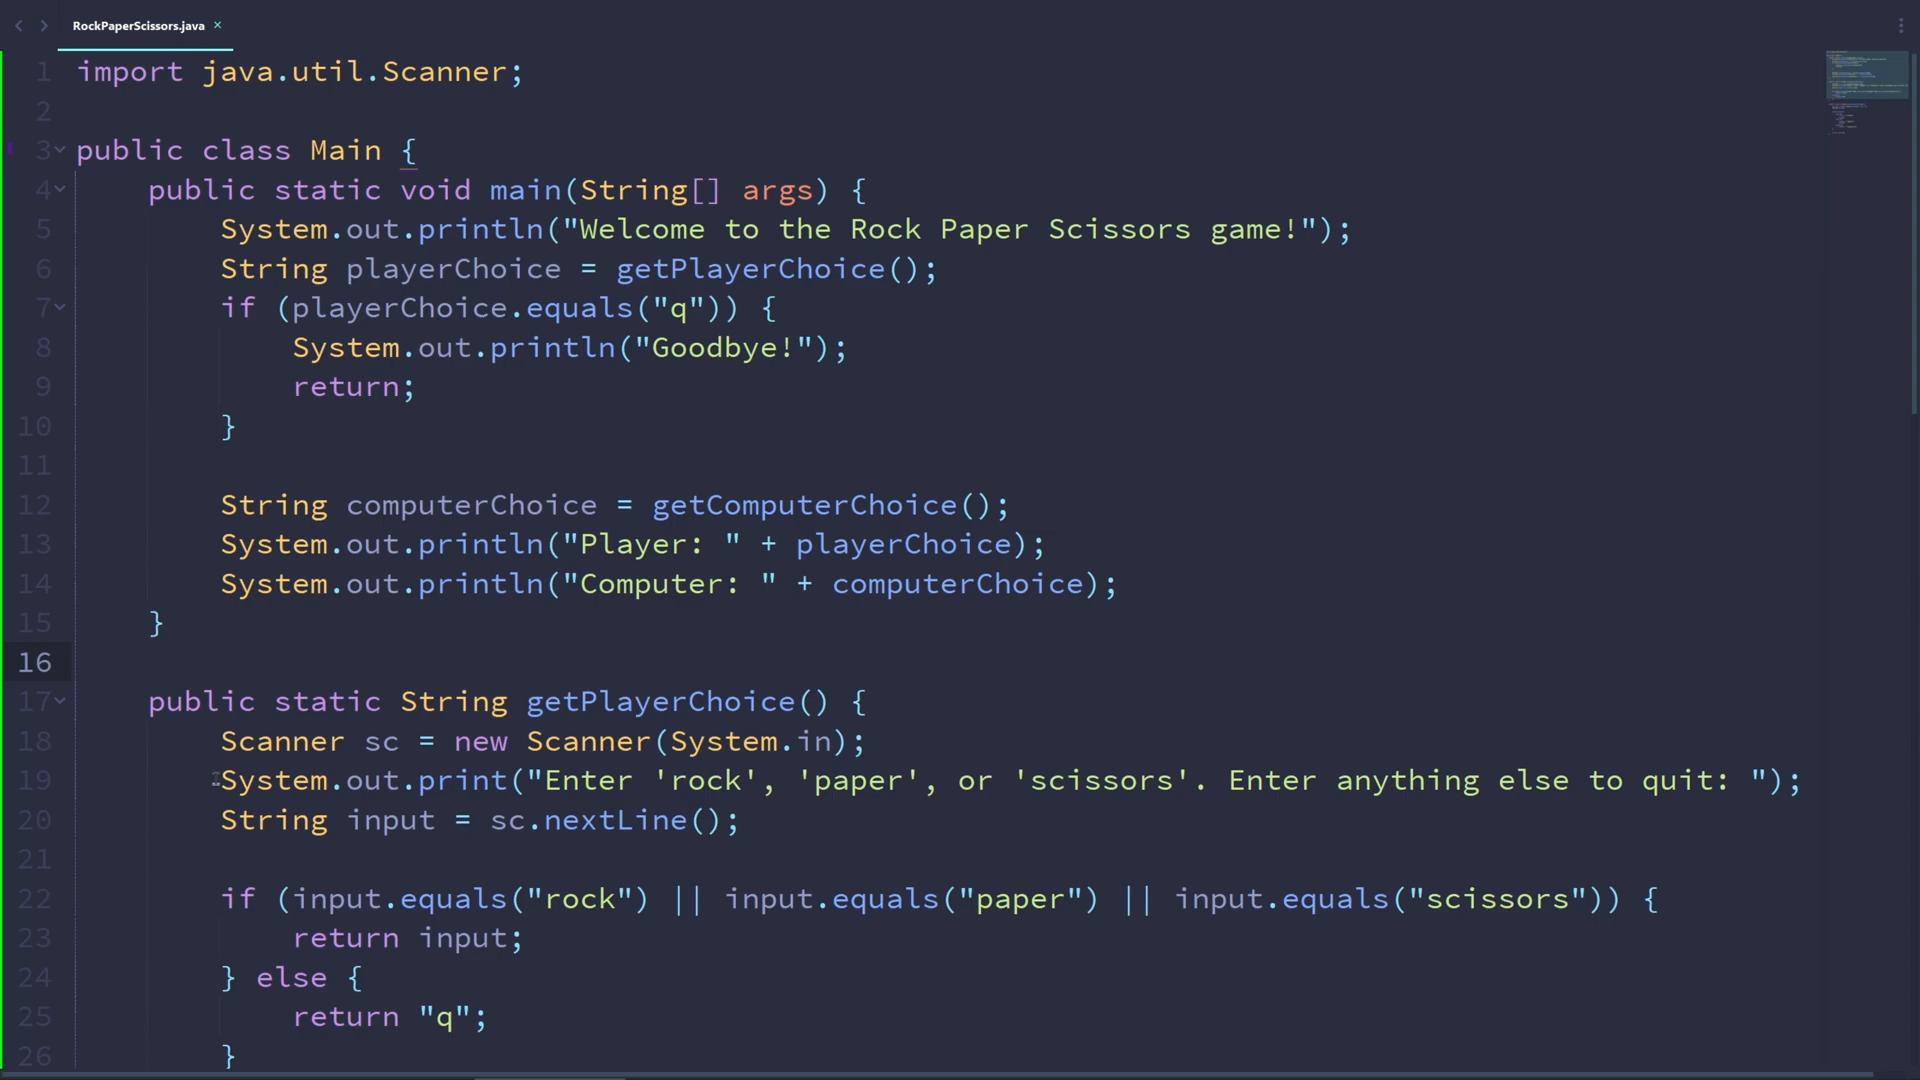 RockPaperScissors.java ×
1 import java.util.Scanner;
2
3 public class Main {
4     public static void main(String[] args) {
5         System.out.println("Welcome to the Rock Paper Scissors game!");
6         String playerChoice = getPlayerChoice();
7         if (playerChoice.equals("q")) {
8             System.out.println("Goodbye!");
9             return;
10         }
11
12         String computerChoice = getComputerChoice();
13         System.out.println("Player: " + playerChoice);
14         System.out.println("Computer: " + computerChoice);
15     }
16
17     public static String getPlayerChoice() {
18         Scanner sc = new Scanner(System.in);
19         System.out.print("Enter 'rock', 'paper', or 'scissors'. Enter anything else to quit: ");
20         String input = sc.nextLine();
21
22         if (input.equals("rock") || input.equals("paper") || input.equals("scissors")) {
23             return input;
24         } else {
25             return "q";
26         }